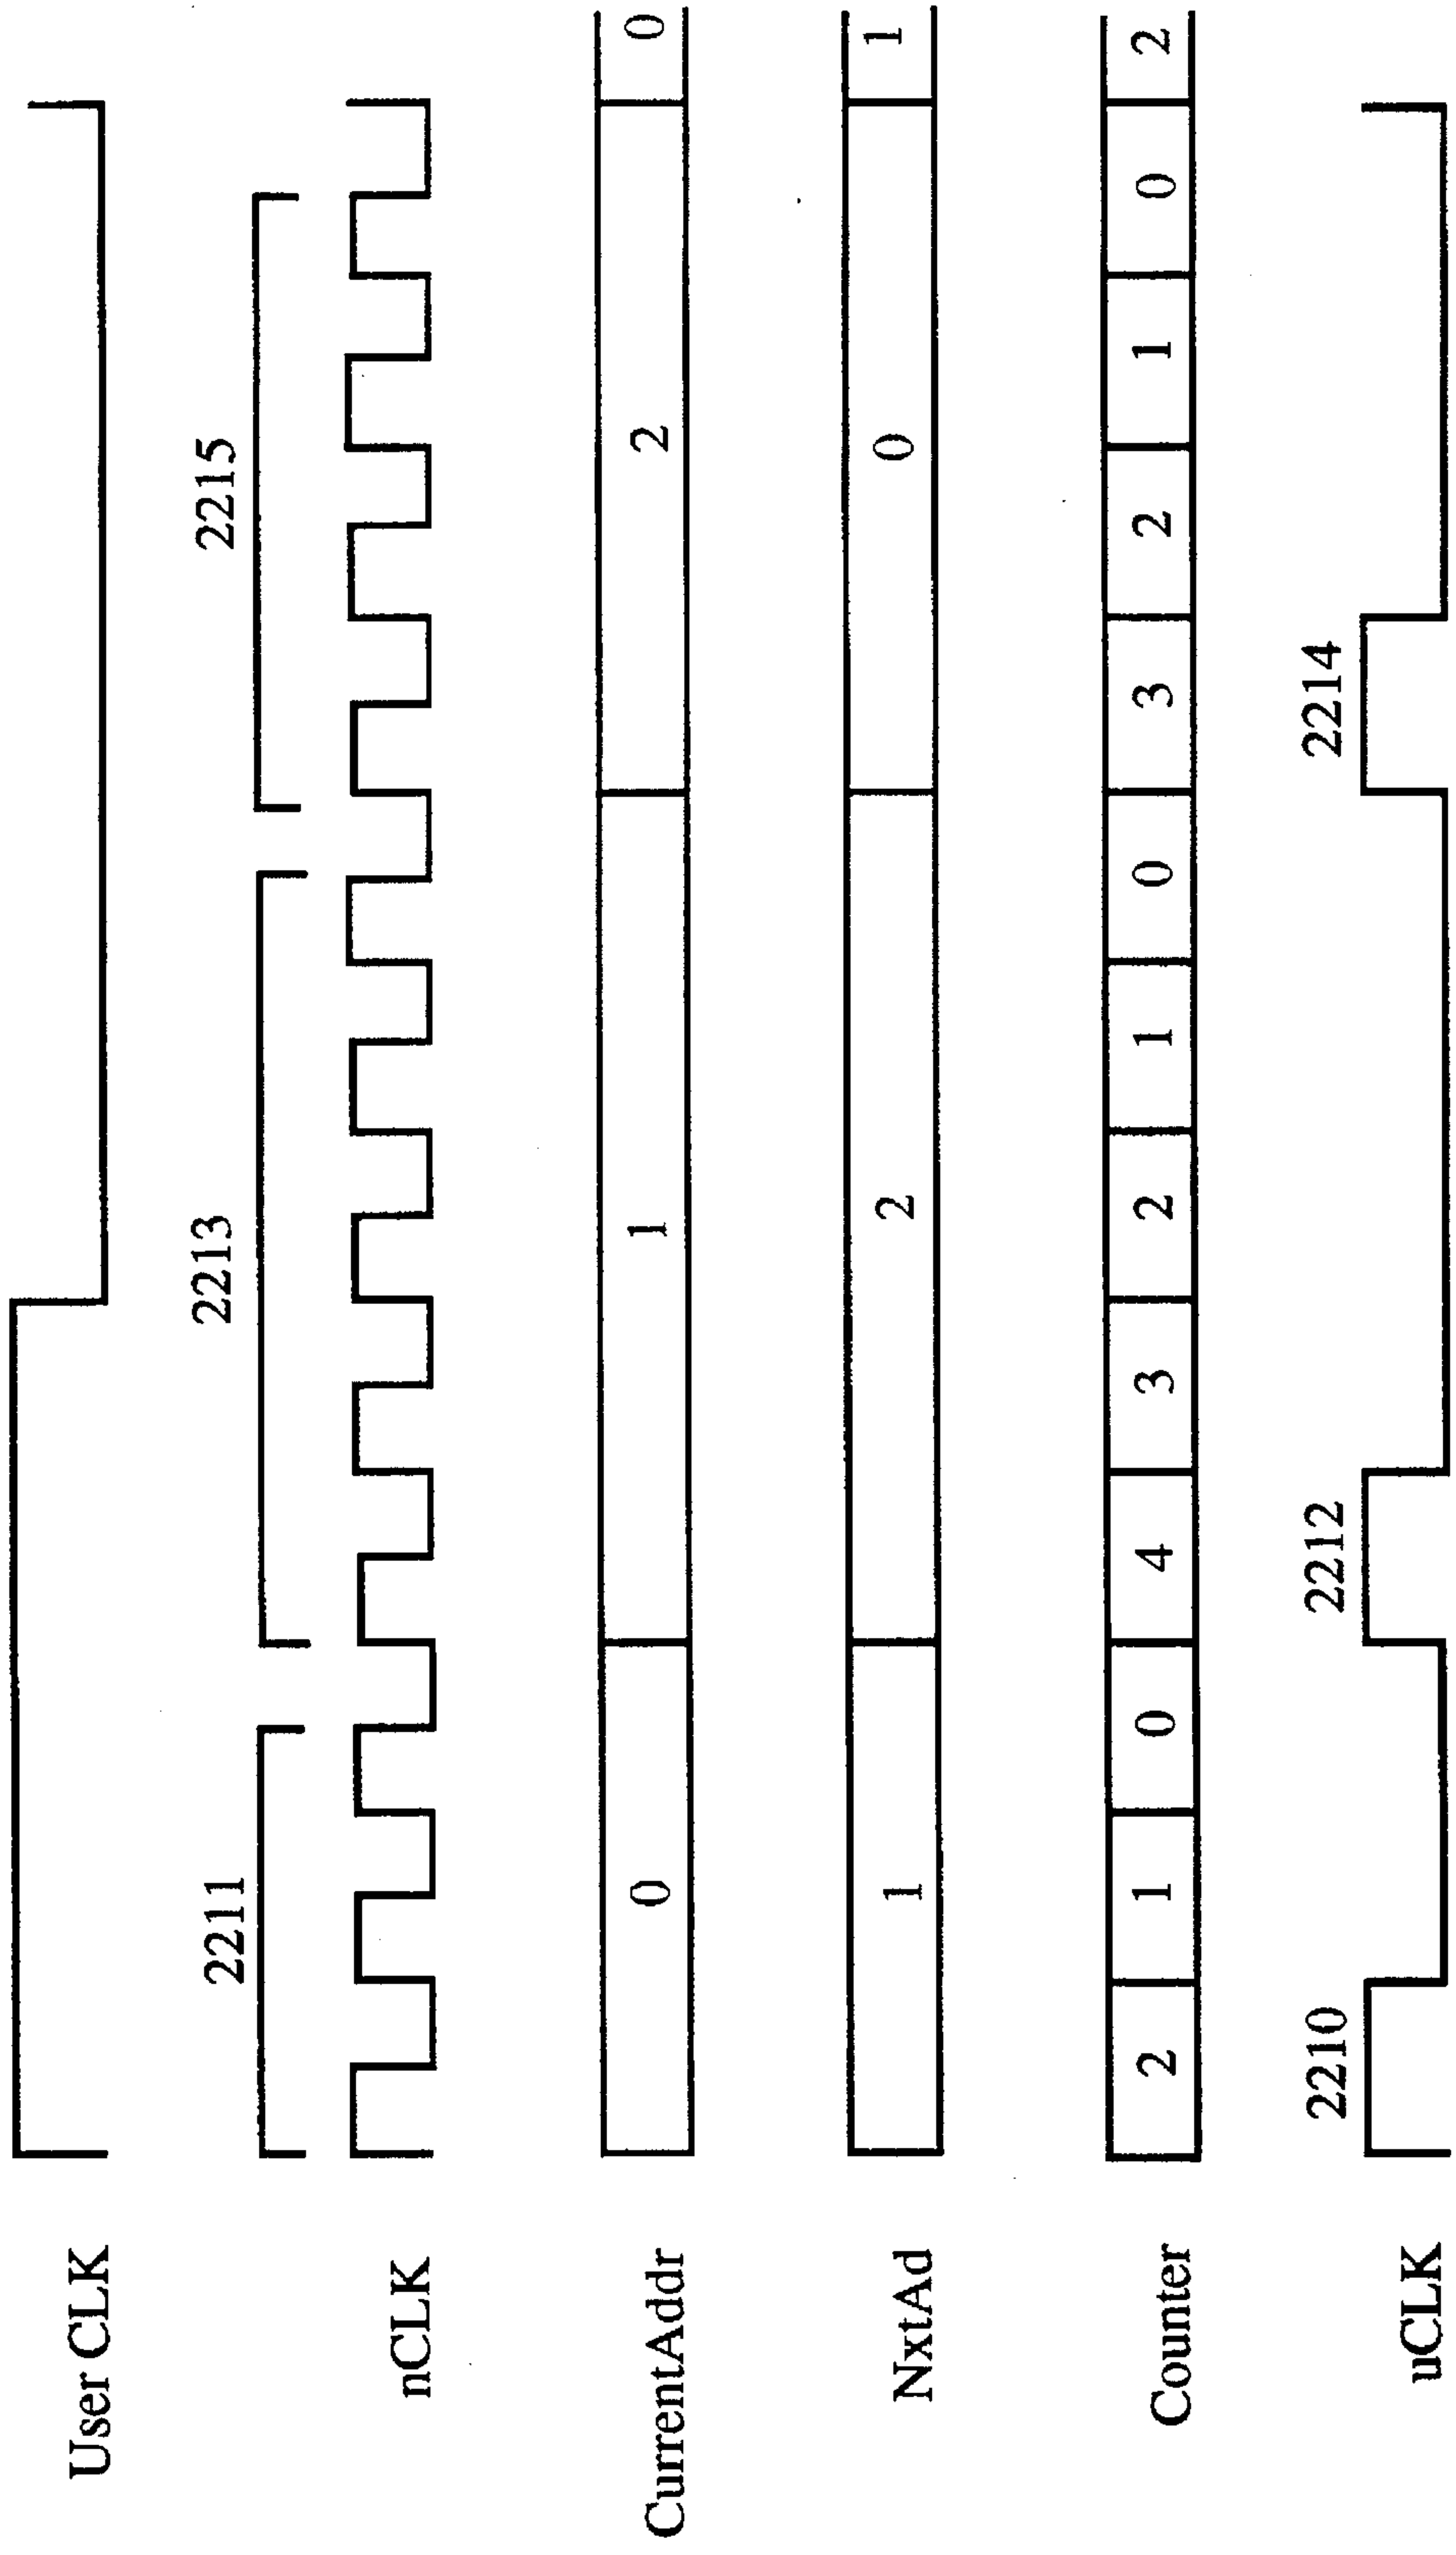 User CLK
2211 2213 2215
nCLK
CurrentAddr 0 1 2 0
NxtAd 1 2 0 1
Counter 2 1 0 4 3 2 1 0 3 2 1 0 2
2210 2212 2214
uCLK